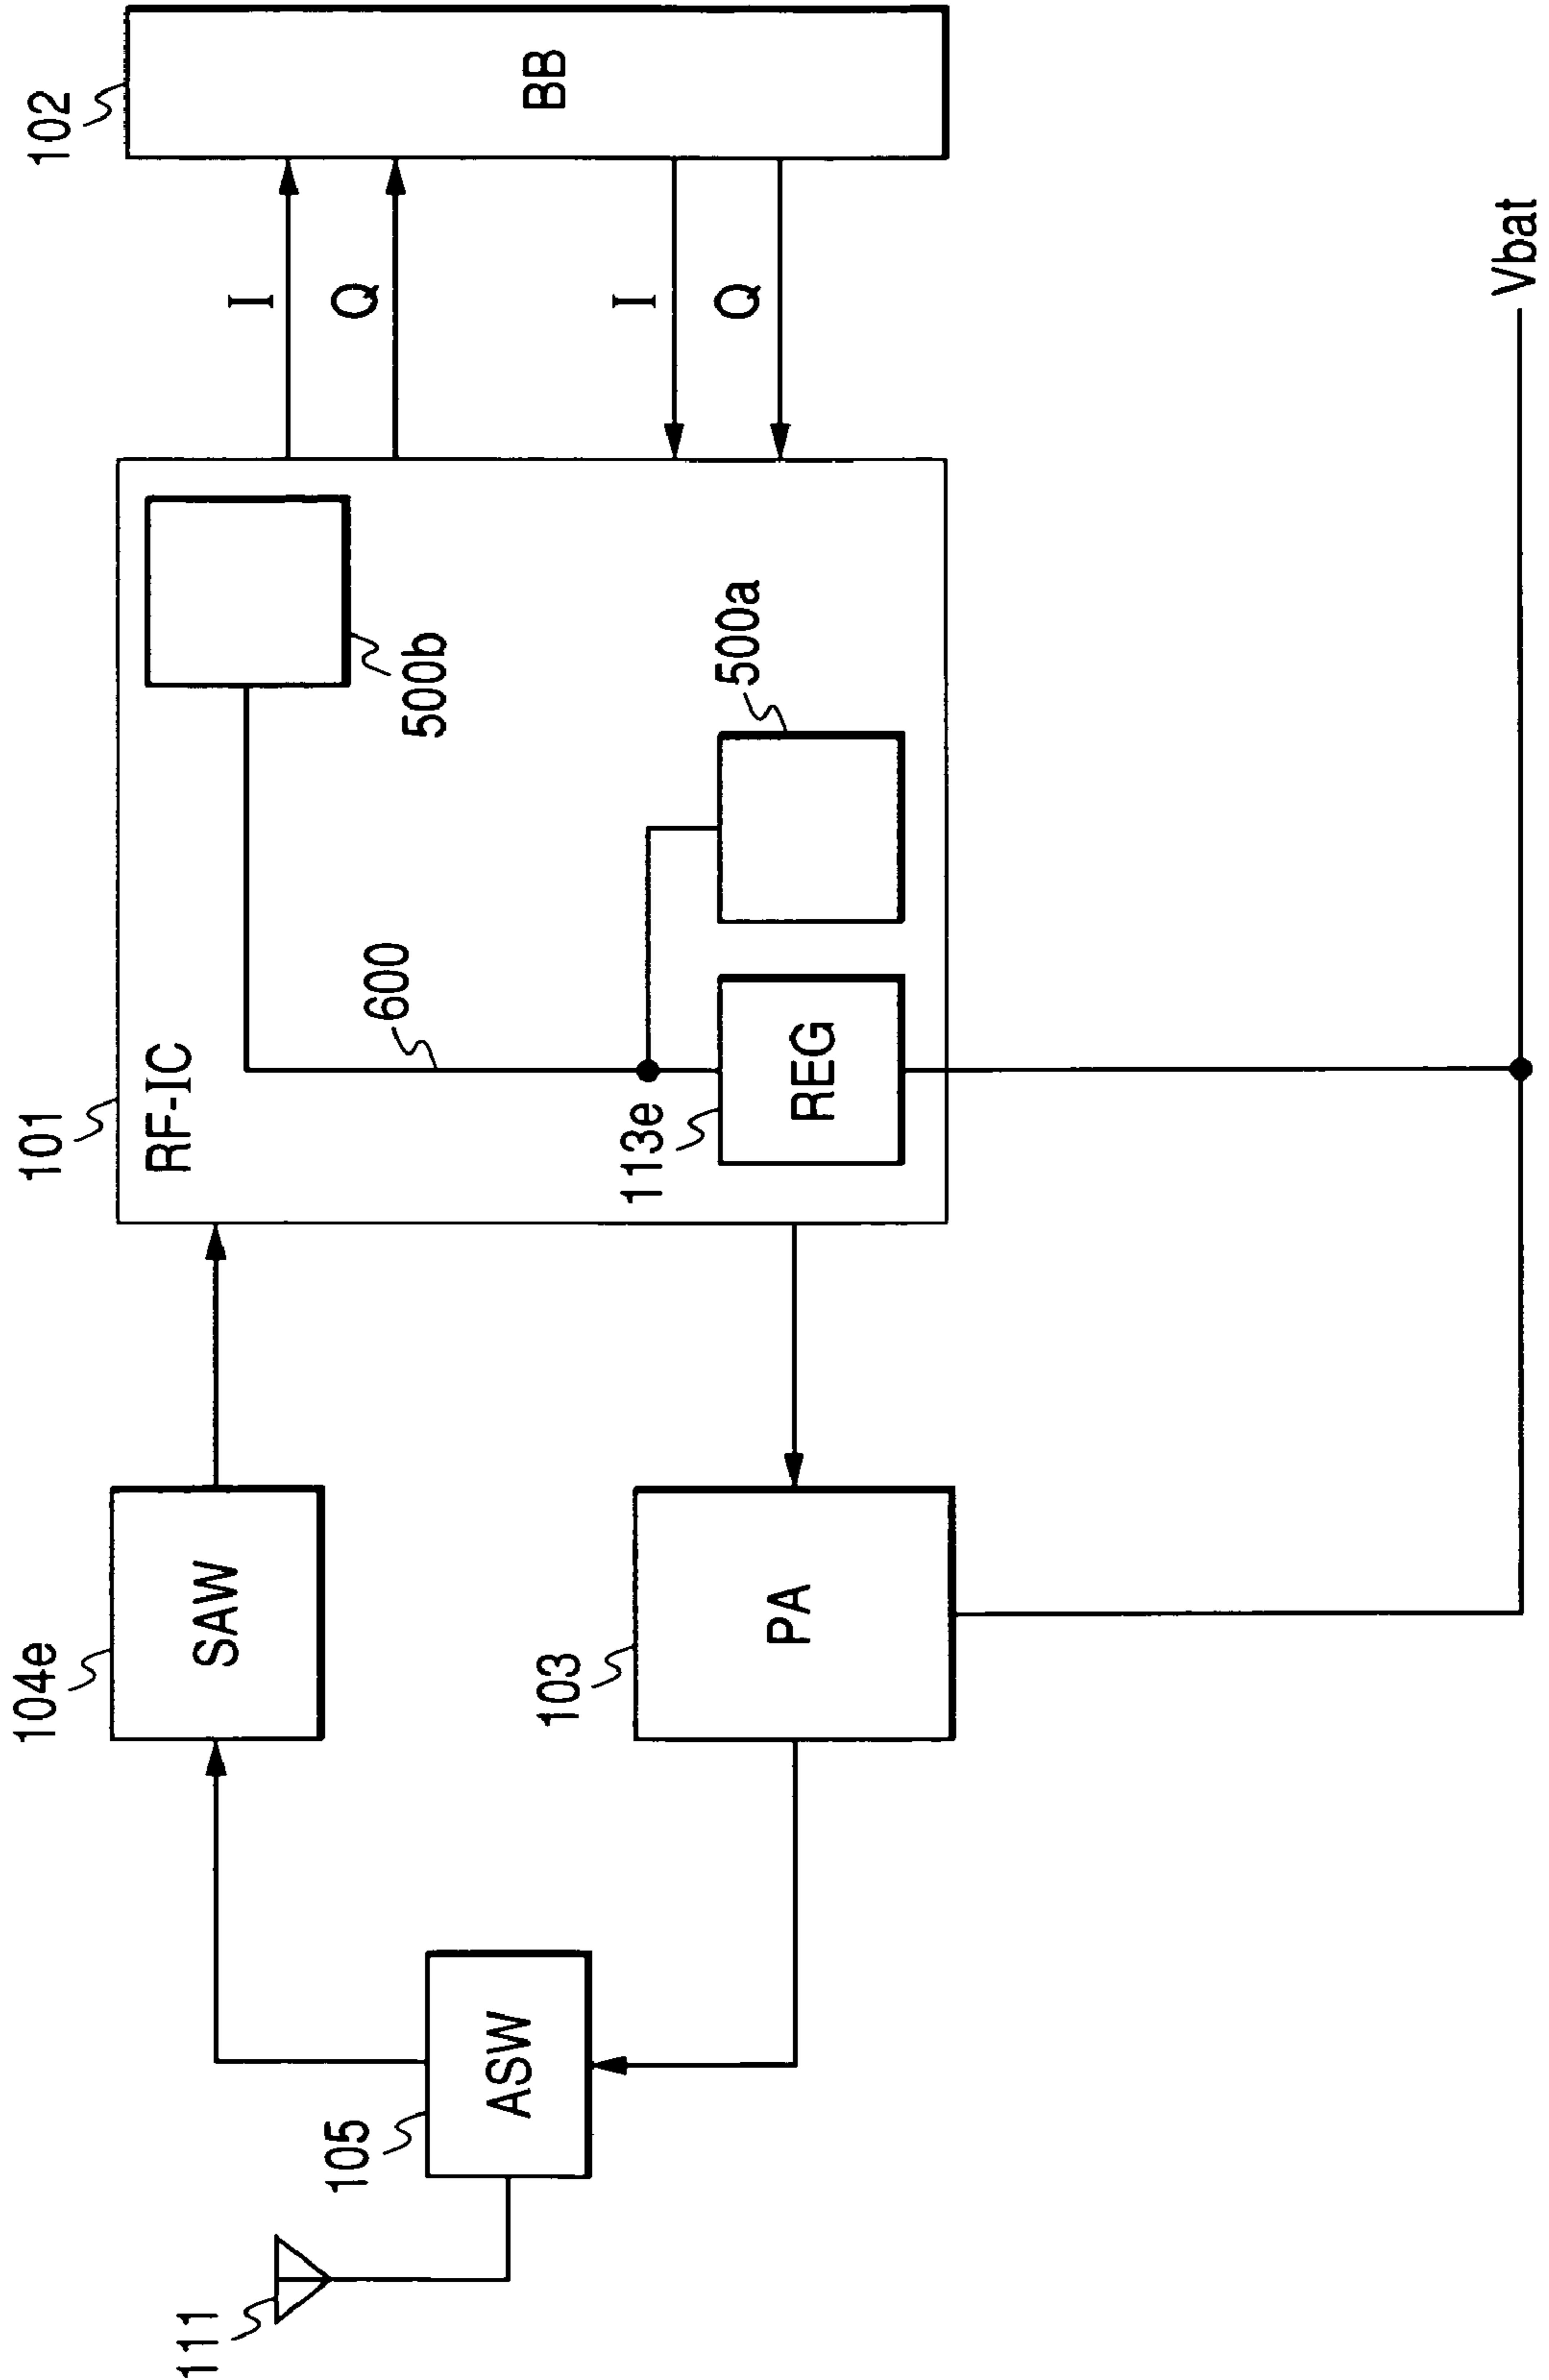 111
105
ASW
104e
SAW
103
PA
101
RF-IC
600
113e
REG
500b
500a
I
Q
I
Q
102
BB
Vbat